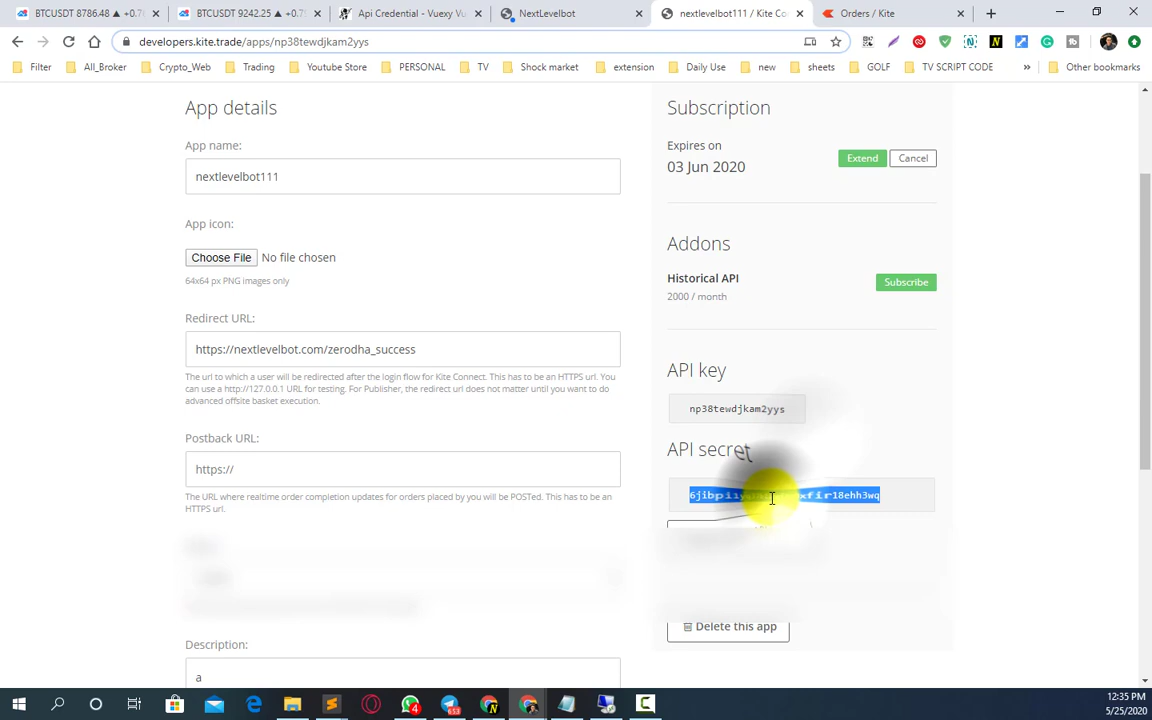 BTCUSDT 8786.48 ▲ +0.7
BTCUSDT 9242.25 ▲ +0.7
Api Credential - Vuexy Vu
NextLevelbot
nextlevelbot111 / Kite Co
Orders / Kite
developers.kite.trade/apps/np38tewdjkam2yys
Filter
All_Broker
Crypto_Web
Trading
Youtube Store
PERSONAL
TV
Shock market
extension
Daily Use
new
sheets
GOLF
TV SCRIPT CODE
»
Other bookmarks
App details
App name:
nextlevelbot111
App icon:
Choose File No file chosen
64x64 px PNG images only
Redirect URL:
https://nextlevelbot.com/zerodha_success
The url to which a user will be redirected after the login flow for Kite Connect. This has to be an HTTPS url. You
can use a http://127.0.0.1 URL for testing. For Publisher, the redirect url does not matter until you want to do
advanced offsite basket execution.
Postback URL:
https://
The URL where realtime order completion updates for orders placed by you will be POSTed. This has to be an
HTTPS url.
Description:
a
Subscription
Expires on
03 Jun 2020
Extend
Cancel
Addons
Historical API
2000 / month
Subscribe
API key
np38tewdjkam2yys
API secret
Delete this app
4
653
12:35 PM
5/25/2020